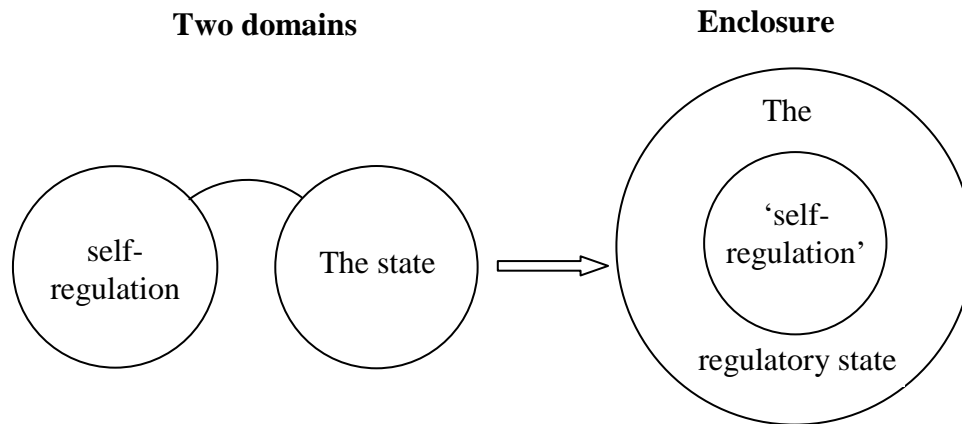 Two domains
Enclosure
self-
regulation
The state
The
‘self-
regulation’
regulatory state